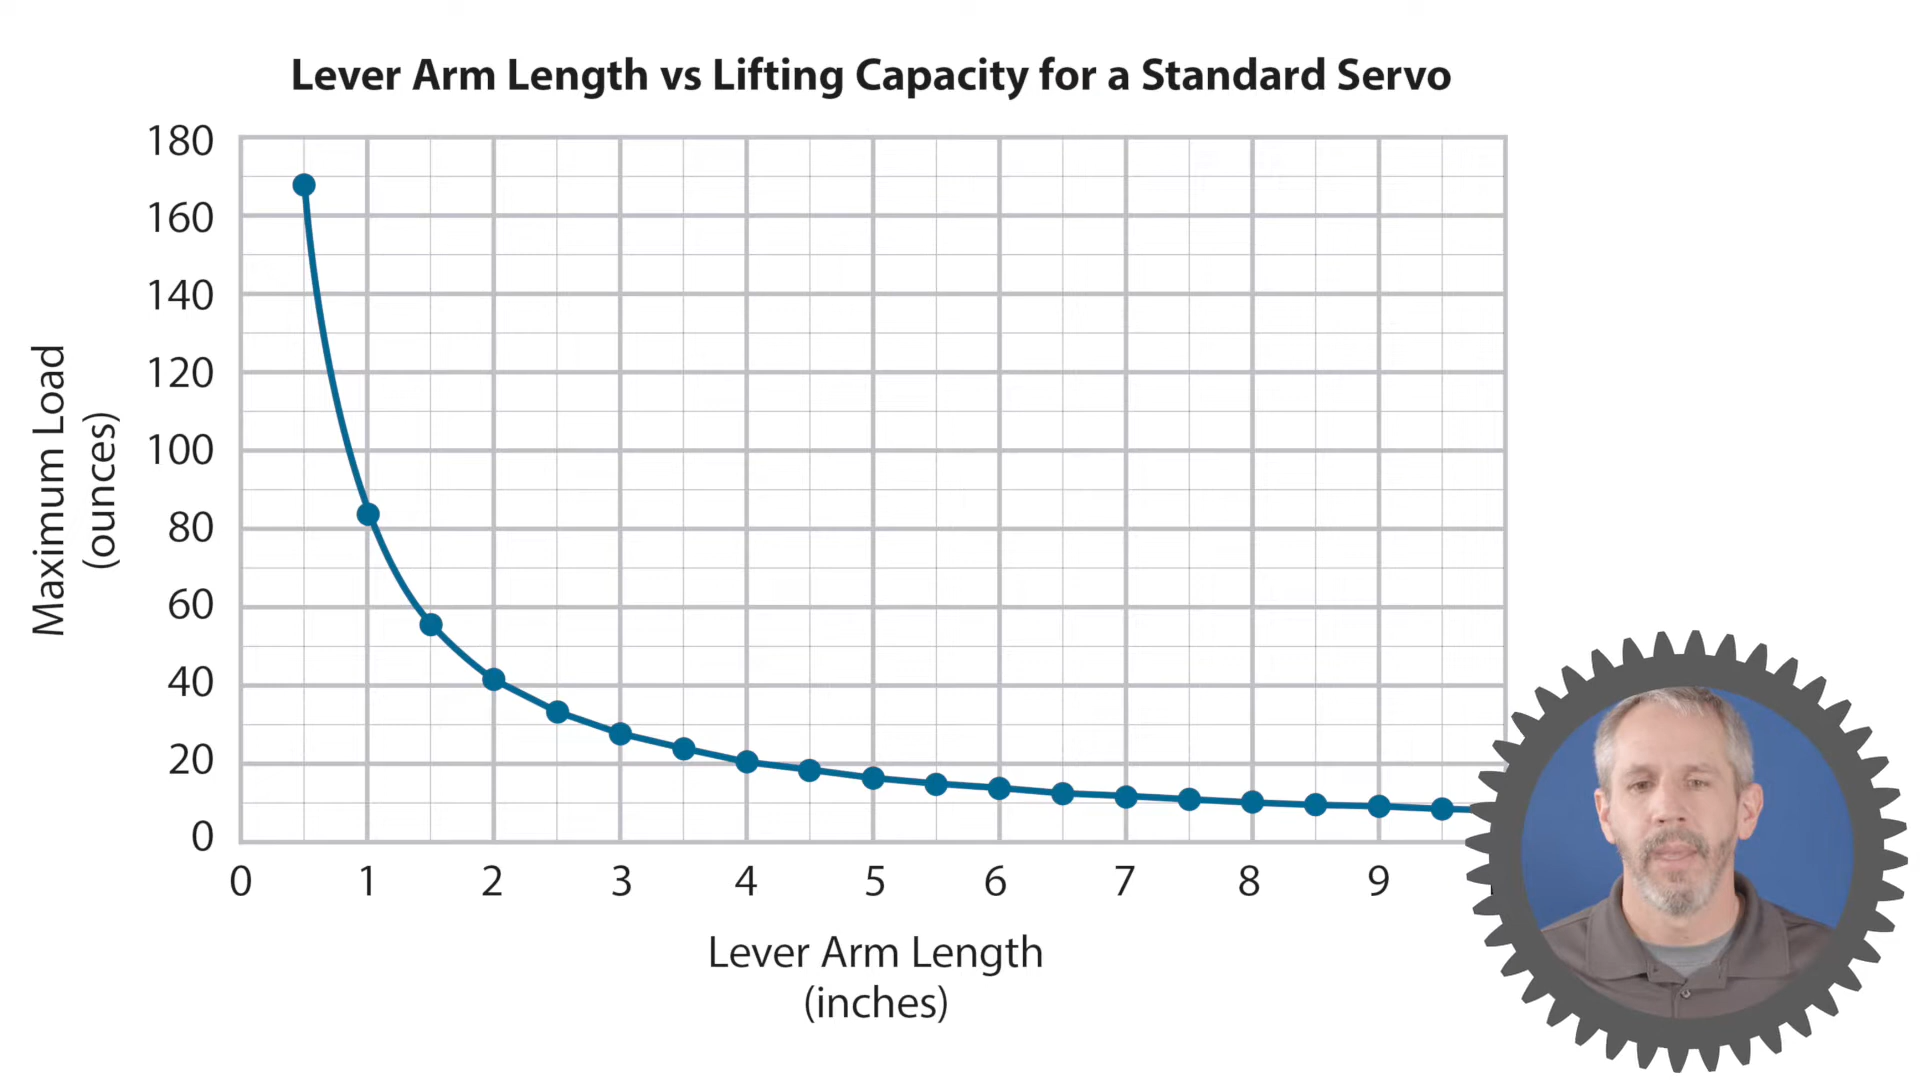 Lever Arm Length vs Lifting Capacity for a Standard Servo
180
160
140
120
100
80
60
40
20
0
Maximum Load
(ounces)
0 1 2 3 4 5 6 7 8 9
Lever Arm Length
(inches)